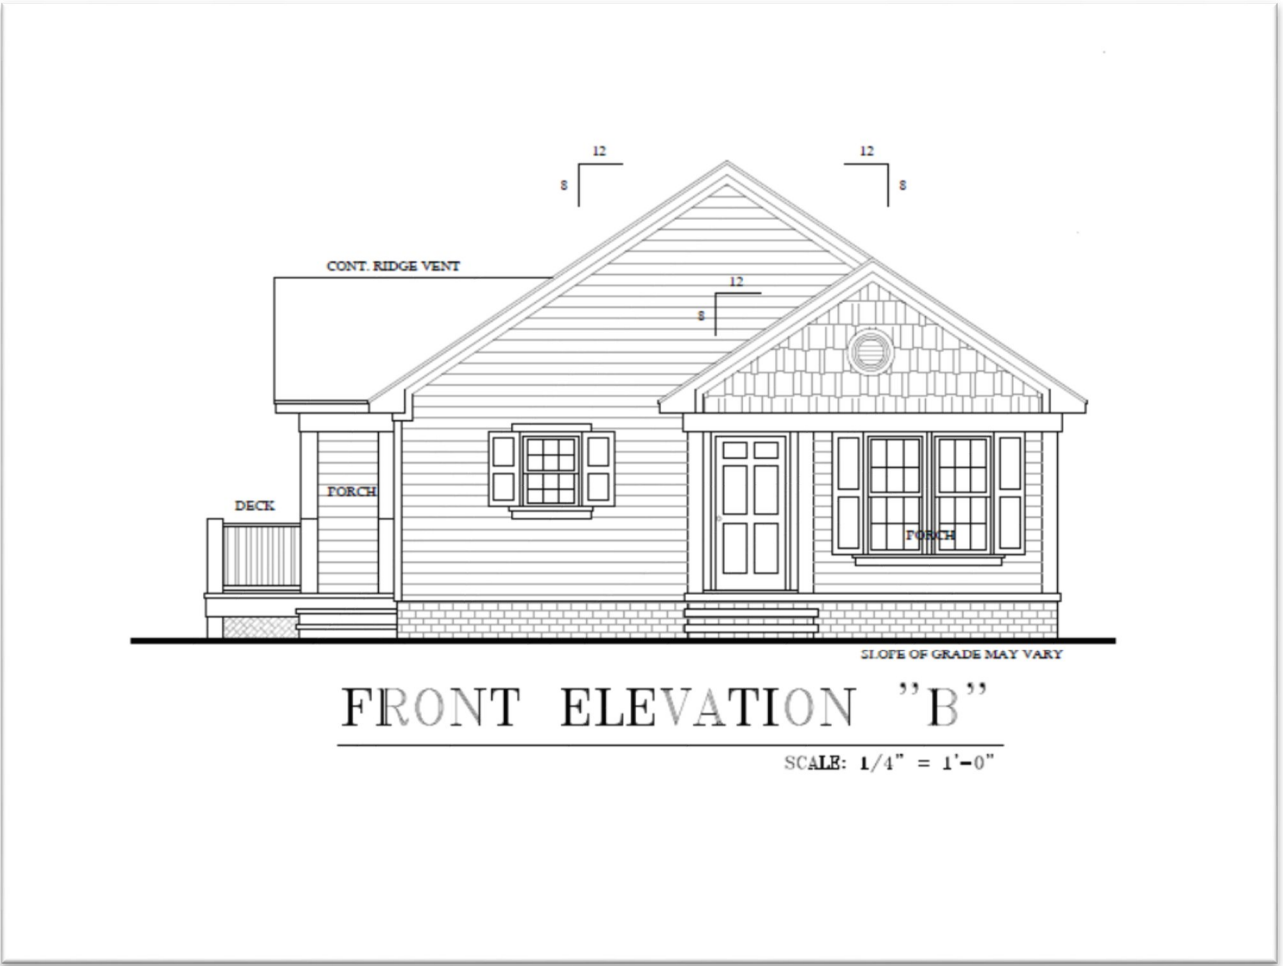 12
8
12
8
CONT. RIDGE VENT
12
8
PORCH
DECK
PORCH
SLOPE OF GRADE MAY VARY
FRONT ELEVATION "B"
SCALE: 1/4" = 1'-0"